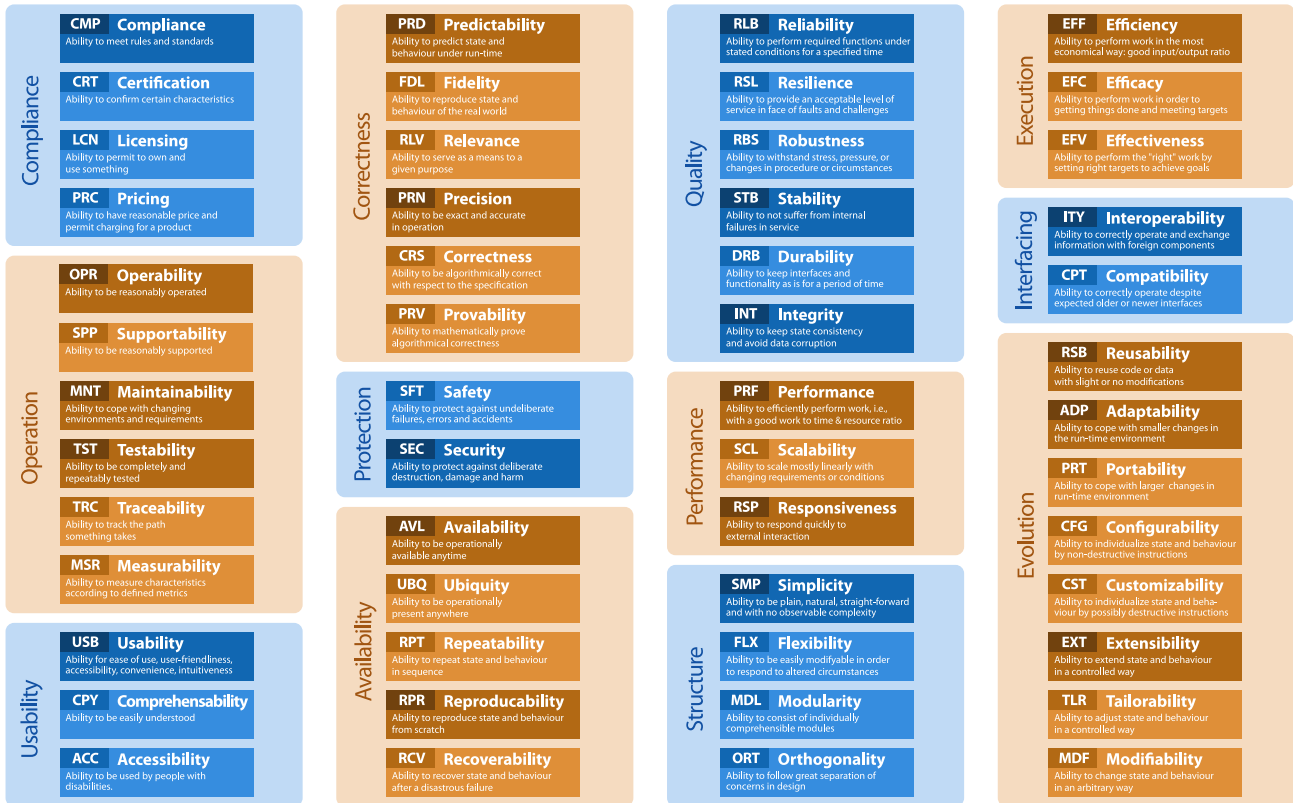 Compliance
CMP Compliance
Ability to meet rules and standards
CRT Certification
Ability to confirm certain characteristics
LCN Licensing
Ability to permit to own and
use something
PRC Pricing
Ability to have reasonable price and
permit charging for a product
Operation
OPR Operability
Ability to be reasonably operated
SPP Supportability
Ability to be reasonably supported
MNT Maintainability
Ability to cope with changing
environments and requirements
TST Testability
Ability to be completely and
repeatably tested
TRC Traceability
Ability to track the path
something takes
MSR Measurability
Ability to measure characteristics
according to defined metrics
Usability
USB Usability
Ability for ease of use, user-friendliness,
accessibility, convenience, intuitiveness
CPY Comprehensability
Ability to be easily understood
ACC Accessibility
Ability to be used by people with
disabilities.
Correctness
PRD Predictability
Ability to predict state and
behaviour under run-time
FDL Fidelity
Ability to reproduce state and
behaviour of the real world
RLV Relevance
Ability to serve as a means to a
given purpose
PRN Precision
Ability to be exact and accurate
in operation
CRS Correctness
Ability to be algorithmically correct
with respect to the specification
PRV Provability
Ability to mathematically prove
algorithmical correctness
Protection
SFT Safety
Ability to protect against undeliberate
failures, errors and accidents
SEC Security
Ability to protect against deliberate
destruction, damage and harm
Availability
AVL Availability
Ability to be operationally
available anytime
UBQ Ubiquity
Ability to be operationally
present anywhere
RPT Repeatability
Ability to repeat state and behaviour
in sequence
RPR Reproducability
Ability to reproduce state and behaviour
from scratch
RCV Recoverability
Ability to recover state and behaviour
after a disastrous failure
Quality
RLB Reliability
Ability to perform required functions under
stated conditions for a specified time
RSL Resilience
Ability to provide an acceptable level of
service in face of faults and challenges
RBS Robustness
Ability to withstand stress, pressure, or
changes in procedure or circumstances
STB Stability
Ability to not suffer from internal
failures in service
DRB Durability
Ability to keep interfaces and
functionality as is for a period of time
INT Integrity
Ability to keep state consistency
and avoid data corruption
Performance
PRF Performance
Ability to efficiently perform work, i.e.,
with a good work to time & resource ratio
SCL Scalability
Ability to scale mostly linearly with
changing requirements or conditions
RSP Responsiveness
Ability to respond quickly to
external interaction
Structure
SMP Simplicity
Ability to be plain, natural, straight-forward
and with no observable complexity
FLX Flexibility
Ability to be easily modifyable in order
to respond to altered circumstances
MDL Modularity
Ability to consist of individually
comprehensible modules
ORT Orthogonality
Ability to follow great separation of
concerns in design
Execution
EFF Efficiency
Ability to perform work in the most
economical way: good input/output ratio
EFC Efficacy
Ability to perform work in order to
getting things done and meeting targets
EFV Effectiveness
Ability to perform the "right" work by
setting right targets to achieve goals
Interfacing
ITY Interoperability
Ability to correctly operate and exchange
information with foreign components
CPT Compatibility
Ability to correctly operate despite
expected older or newer interfaces
Evolution
RSB Reusability
Ability to reuse code or data
with slight or no modifications
ADP Adaptability
Ability to cope with smaller changes in
the run-time environment
PRT Portability
Ability to cope with larger changes in
run-time environment
CFG Configurability
Ability to individualize state and behaviour
by non-destructive instructions
CST Customizability
Ability to individualize state and beha-
viour by possibly destructive instructions
EXT Extensibility
Ability to extend state and behaviour
in a controlled way
TLR Tailorability
Ability to adjust state and behaviour
in a controlled way
MDF Modifiability
Ability to change state and behaviour
in an arbitrary way